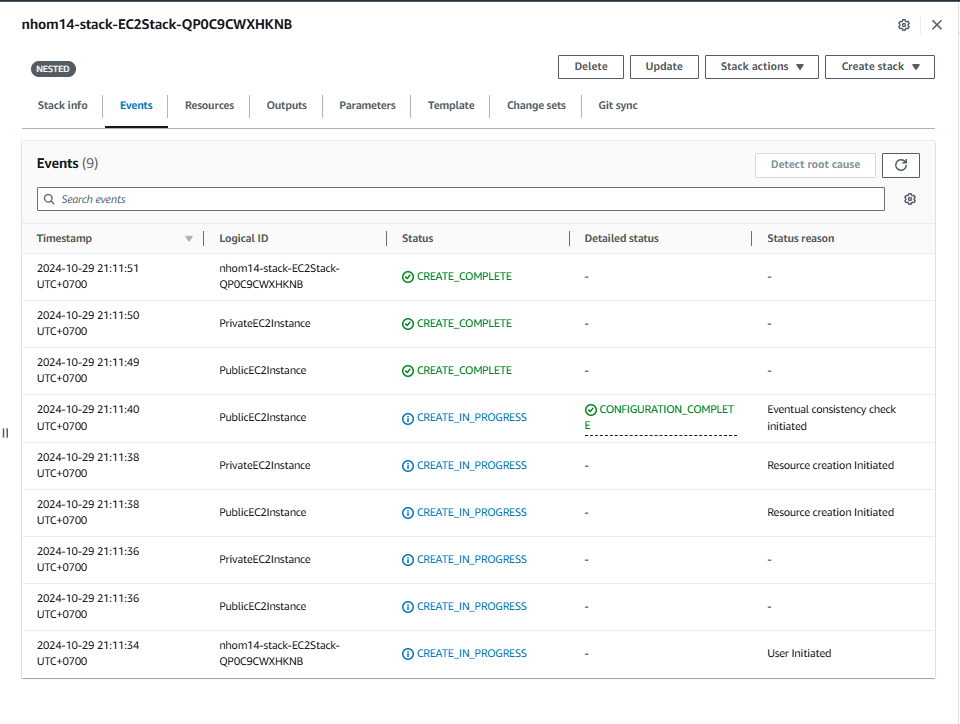 nhom14-stack-EC2Stack-QP0C9CWXHKNB
NESTED
Delete
Update
Stack actions
Create stack
Stack info
Events
Resources
Outputs
Parameters
Template
Change sets
Git sync
Events (9)
Detect root cause
Search events
Timestamp
Logical ID
Status
Detailed status
Status reason
2024-10-29 21:11:51
UTC+0700
nhom14-stack-EC2Stack-
QP0C9CWXHKNB
CREATE_COMPLETE
-
-
2024-10-29 21:11:50
UTC+0700
PrivateEC2Instance
CREATE_COMPLETE
-
-
2024-10-29 21:11:49
UTC+0700
PublicEC2Instance
CREATE_COMPLETE
-
-
2024-10-29 21:11:40
UTC+0700
PublicEC2Instance
CREATE_IN_PROGRESS
CONFIGURATION_COMPLET
E
Eventual consistency check
initiated
2024-10-29 21:11:38
UTC+0700
PrivateEC2Instance
CREATE_IN_PROGRESS
-
Resource creation Initiated
2024-10-29 21:11:38
UTC+0700
PublicEC2Instance
CREATE_IN_PROGRESS
-
Resource creation Initiated
2024-10-29 21:11:36
UTC+0700
PrivateEC2Instance
CREATE_IN_PROGRESS
-
-
2024-10-29 21:11:36
UTC+0700
PublicEC2Instance
CREATE_IN_PROGRESS
-
-
2024-10-29 21:11:34
UTC+0700
nhom14-stack-EC2Stack-
QP0C9CWXHKNB
CREATE_IN_PROGRESS
-
User Initiated